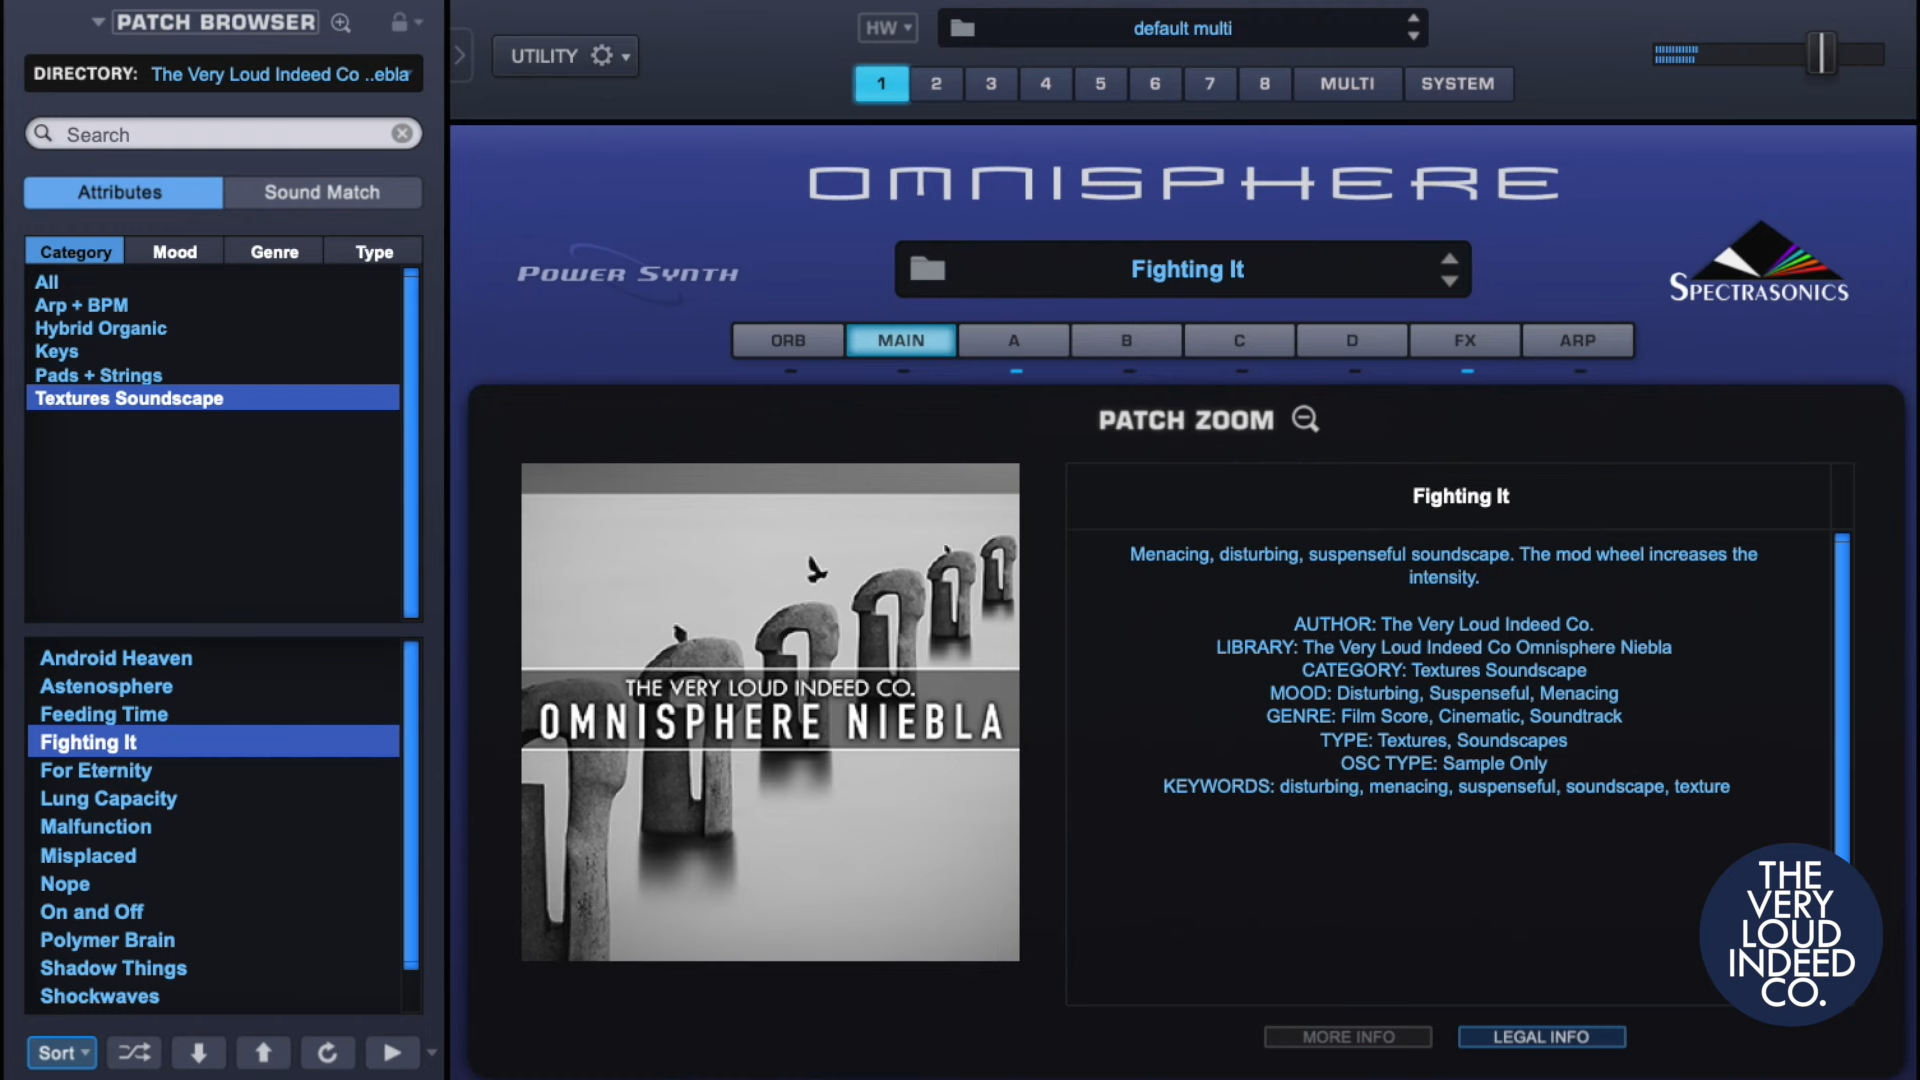 PATCH BROWSER
DIRECTORY: The Very Loud Indeed Co ..ebla
Search
Attributes
Sound Match
Category
Mood
Genre
Type
All
Arp + BPM
Hybrid Organic
Keys
Pads + Strings
Textures Soundscape
Android Heaven
Astenosphere
Feeding Time
Fighting It
For Eternity
Lung Capacity
Malfunction
Misplaced
Nope
On and Off
Polymer Brain
Shadow Things
Shockwaves
Sort
UTILITY
HW
default multi
1
2
3
4
5
6
7
8
MULTI
SYSTEM
OMNISPHERE
POWER SYNTH
Fighting It
SPECTRASONICS
ORB
MAIN
A
B
C
D
FX
ARP
PATCH ZOOM
THE VERY LOUD INDEED CO.
OMNISPHERE NIEBLA
Fighting It
Menacing, disturbing, suspenseful soundscape. The mod wheel increases the
intensity.
AUTHOR: The Very Loud Indeed Co.
LIBRARY: The Very Loud Indeed Co Omnisphere Niebla
CATEGORY: Textures Soundscape
MOOD: Disturbing, Suspenseful, Menacing
GENRE: Film Score, Cinematic, Soundtrack
TYPE: Textures, Soundscapes
OSC TYPE: Sample Only
KEYWORDS: disturbing, menacing, suspenseful, soundscape, texture
MORE INFO
LEGAL INFO
THE
VERY
LOUD
INDEED
CO.